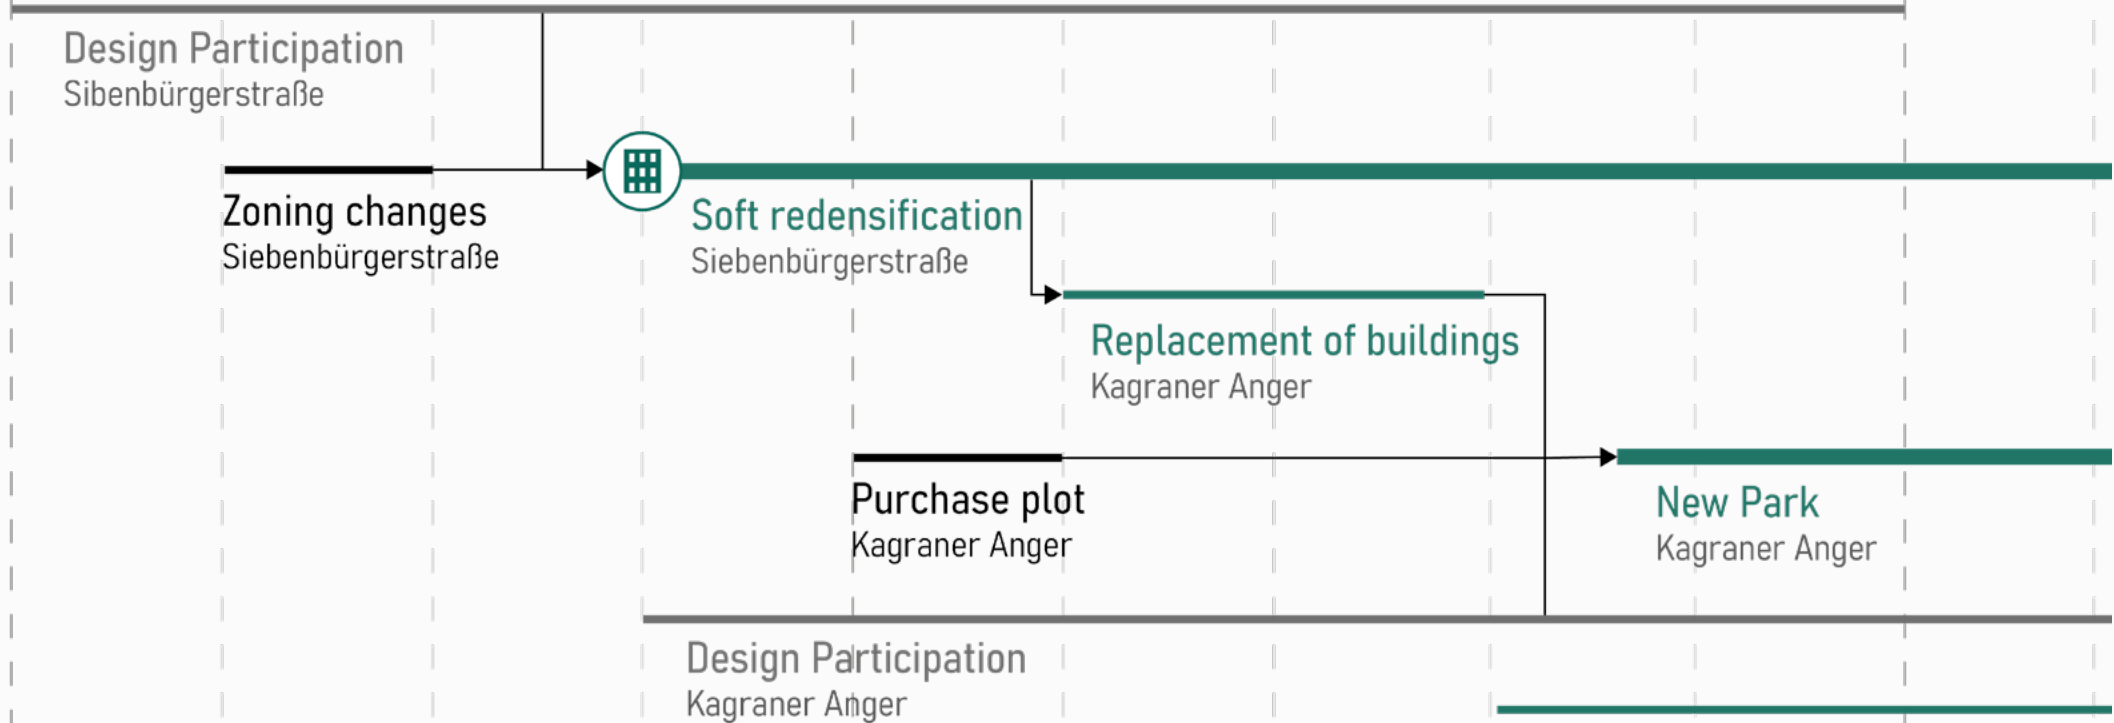 Design Participation
Sibenbürgerstraße
Zoning changes
Siebenbürgerstraße
Soft redensification
Siebenbürgerstraße
Replacement of buildings
Kagraner Anger
Purchase plot
Kagraner Anger
New Park
Kagraner Anger
Design Participation
Kagraner Anger